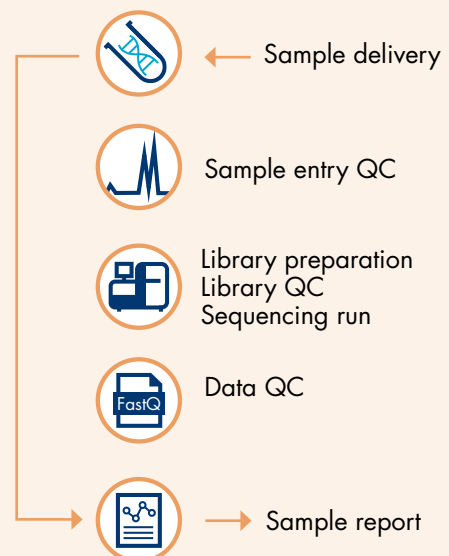 Sample delivery
Sample entry QC
Library preparation
Library QC
Sequencing run
FastQ
Data QC
Sample report